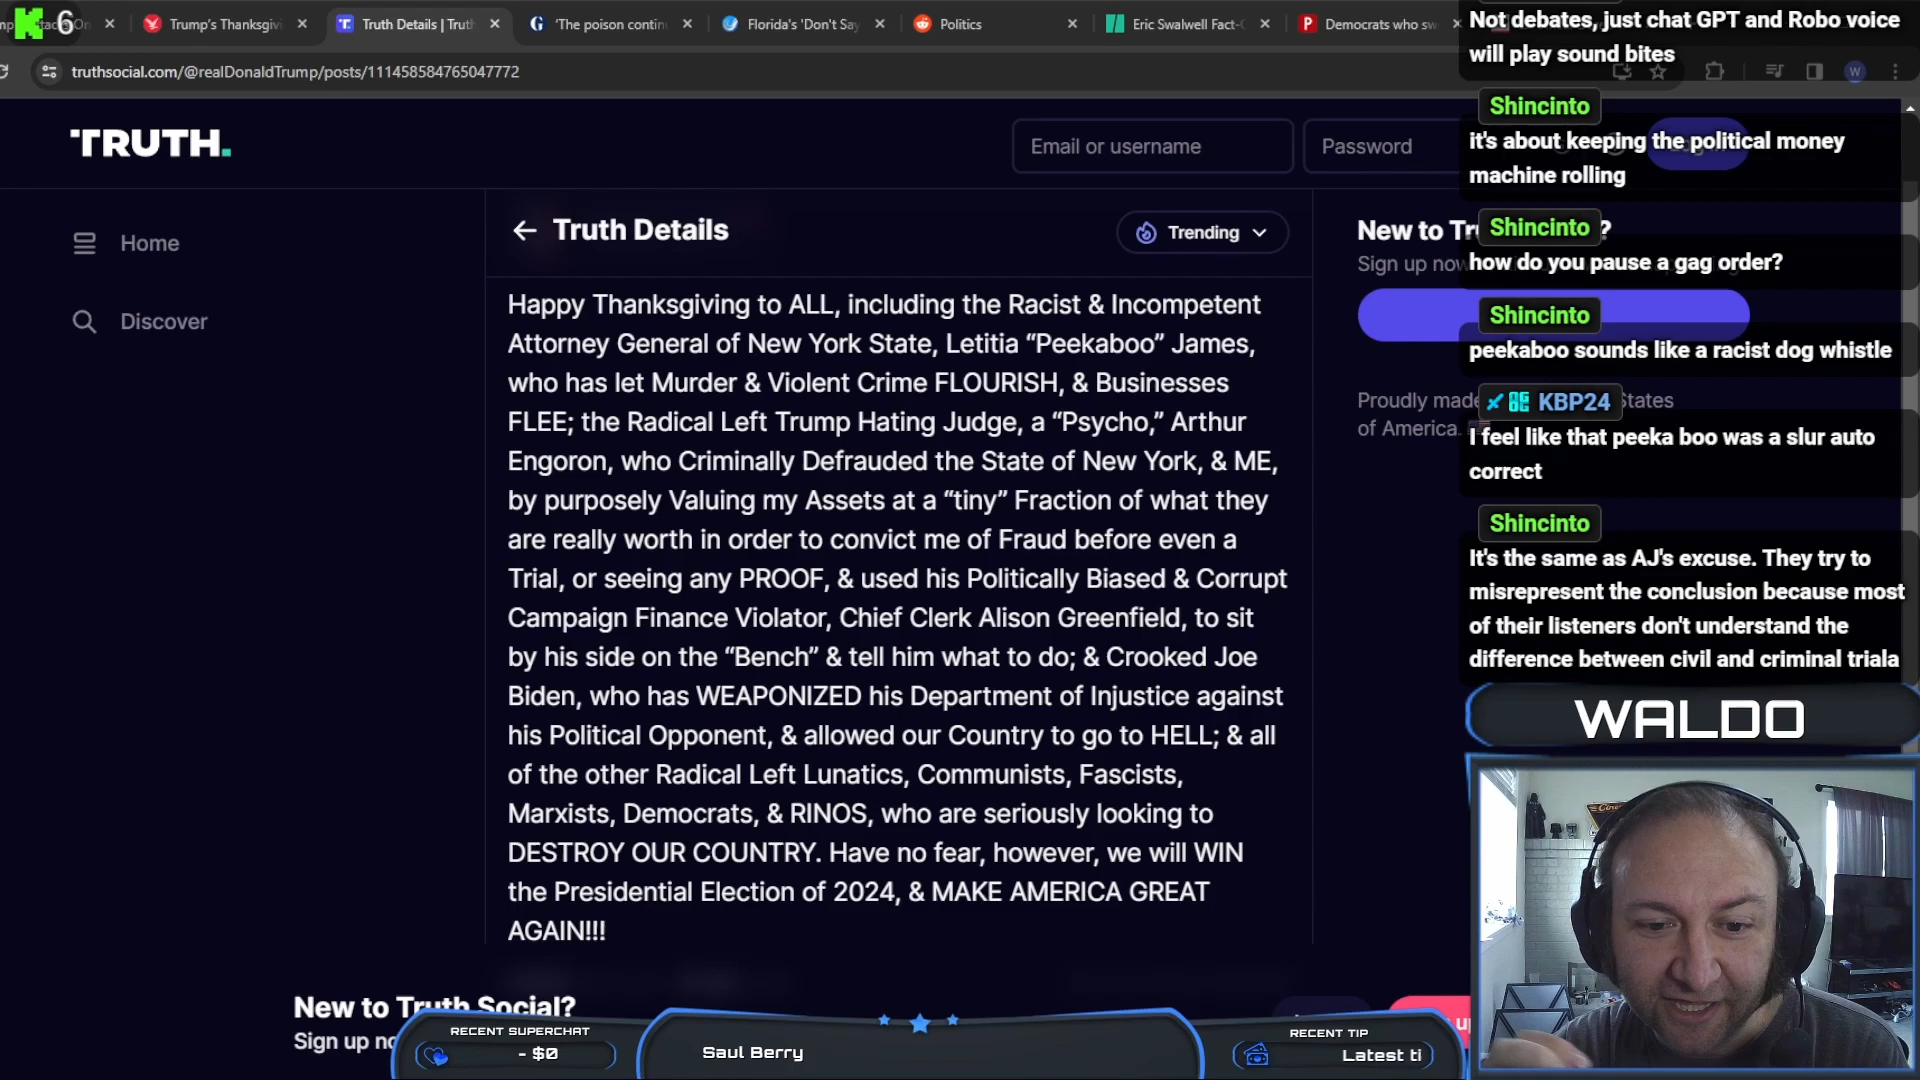 K 6
Trump's Thanksgivi
Truth Details | Trut
'The poison contin
Florida's 'Don't Say
Politics
Eric Swalwell Fact-C
Democrats who sw
truthsocial.com/@realDonaldTrump/posts/111458584765047772
W
TRUTH.
Email or username
Password
Home
Discover
Truth Details
Trending
Happy Thanksgiving to ALL, including the Racist & Incompetent
Attorney General of New York State, Letitia “Peekaboo” James,
who has let Murder & Violent Crime FLOURISH, & Businesses
FLEE; the Radical Left Trump Hating Judge, a “Psycho,” Arthur
Engoron, who Criminally Defrauded the State of New York, & ME,
by purposely Valuing my Assets at a “tiny” Fraction of what they
are really worth in order to convict me of Fraud before even a
Trial, or seeing any PROOF, & used his Politically Biased & Corrupt
Campaign Finance Violator, Chief Clerk Alison Greenfield, to sit
by his side on the “Bench” & tell him what to do; & Crooked Joe
Biden, who has WEAPONIZED his Department of Injustice against
his Political Opponent, & allowed our Country to go to HELL; & all
of the other Radical Left Lunatics, Communists, Fascists,
Marxists, Democrats, & RINOS, who are seriously looking to
DESTROY OUR COUNTRY. Have no fear, however, we will WIN
the Presidential Election of 2024, & MAKE AMERICA GREAT
AGAIN!!!
New to Tr ?
Sign up now
Proudly made States
of America.
Not debates, just chat GPT and Robo voice
will play sound bites
Shincinto
it's about keeping the political money
machine rolling
Shincinto
how do you pause a gag order?
Shincinto
peekaboo sounds like a racist dog whistle
KBP24
I feel like that peeka boo was a slur auto
correct
Shincinto
It's the same as AJ's excuse. They try to
misrepresent the conclusion because most
of their listeners don't understand the
difference between civil and criminal triala
WALDO
New to Truth Social?
Sign up no
RECENT SUPERCHAT
- $0
Saul Berry
RECENT TIP
Latest ti